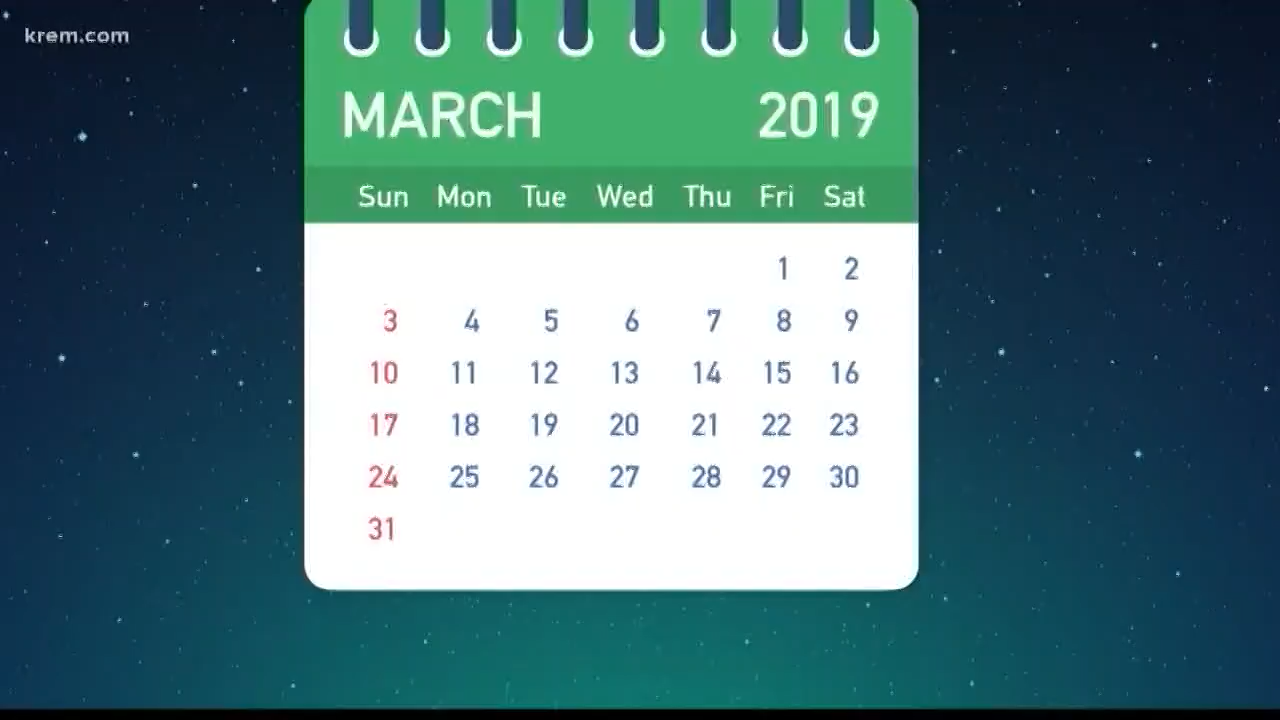 krem.com
MARCH 2019
Sun Mon Tue Wed Thu Fri Sat
1 2
3 4 5 6 7 8 9
10 11 12 13 14 15 16
17 18 19 20 21 22 23
24 25 26 27 28 29 30
31